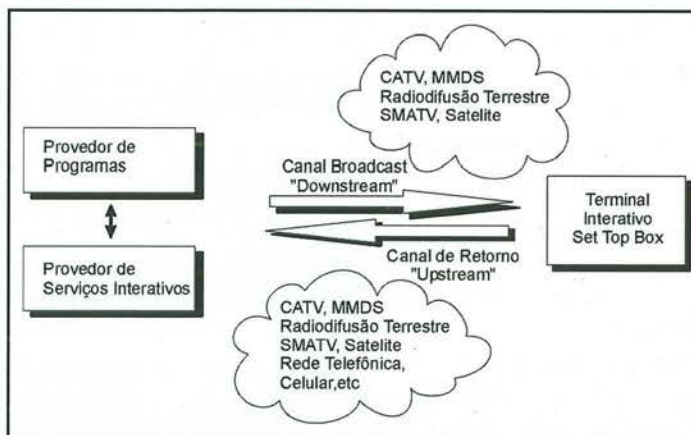 CATV, MMDS
Radiodifusão Terrestre
SMATV, Satelite
Provedor de
Programas
Canal Broadcast
"Downstream"
Terminal
Interativo
Set Top Box
Canal de Retorno
"Upstream"
Provedor de
Serviços Interativos
CATV, MMDS
Radiodifusão Terrestre
SMATV, Satelite
Rede Telefônica,
Celular,etc